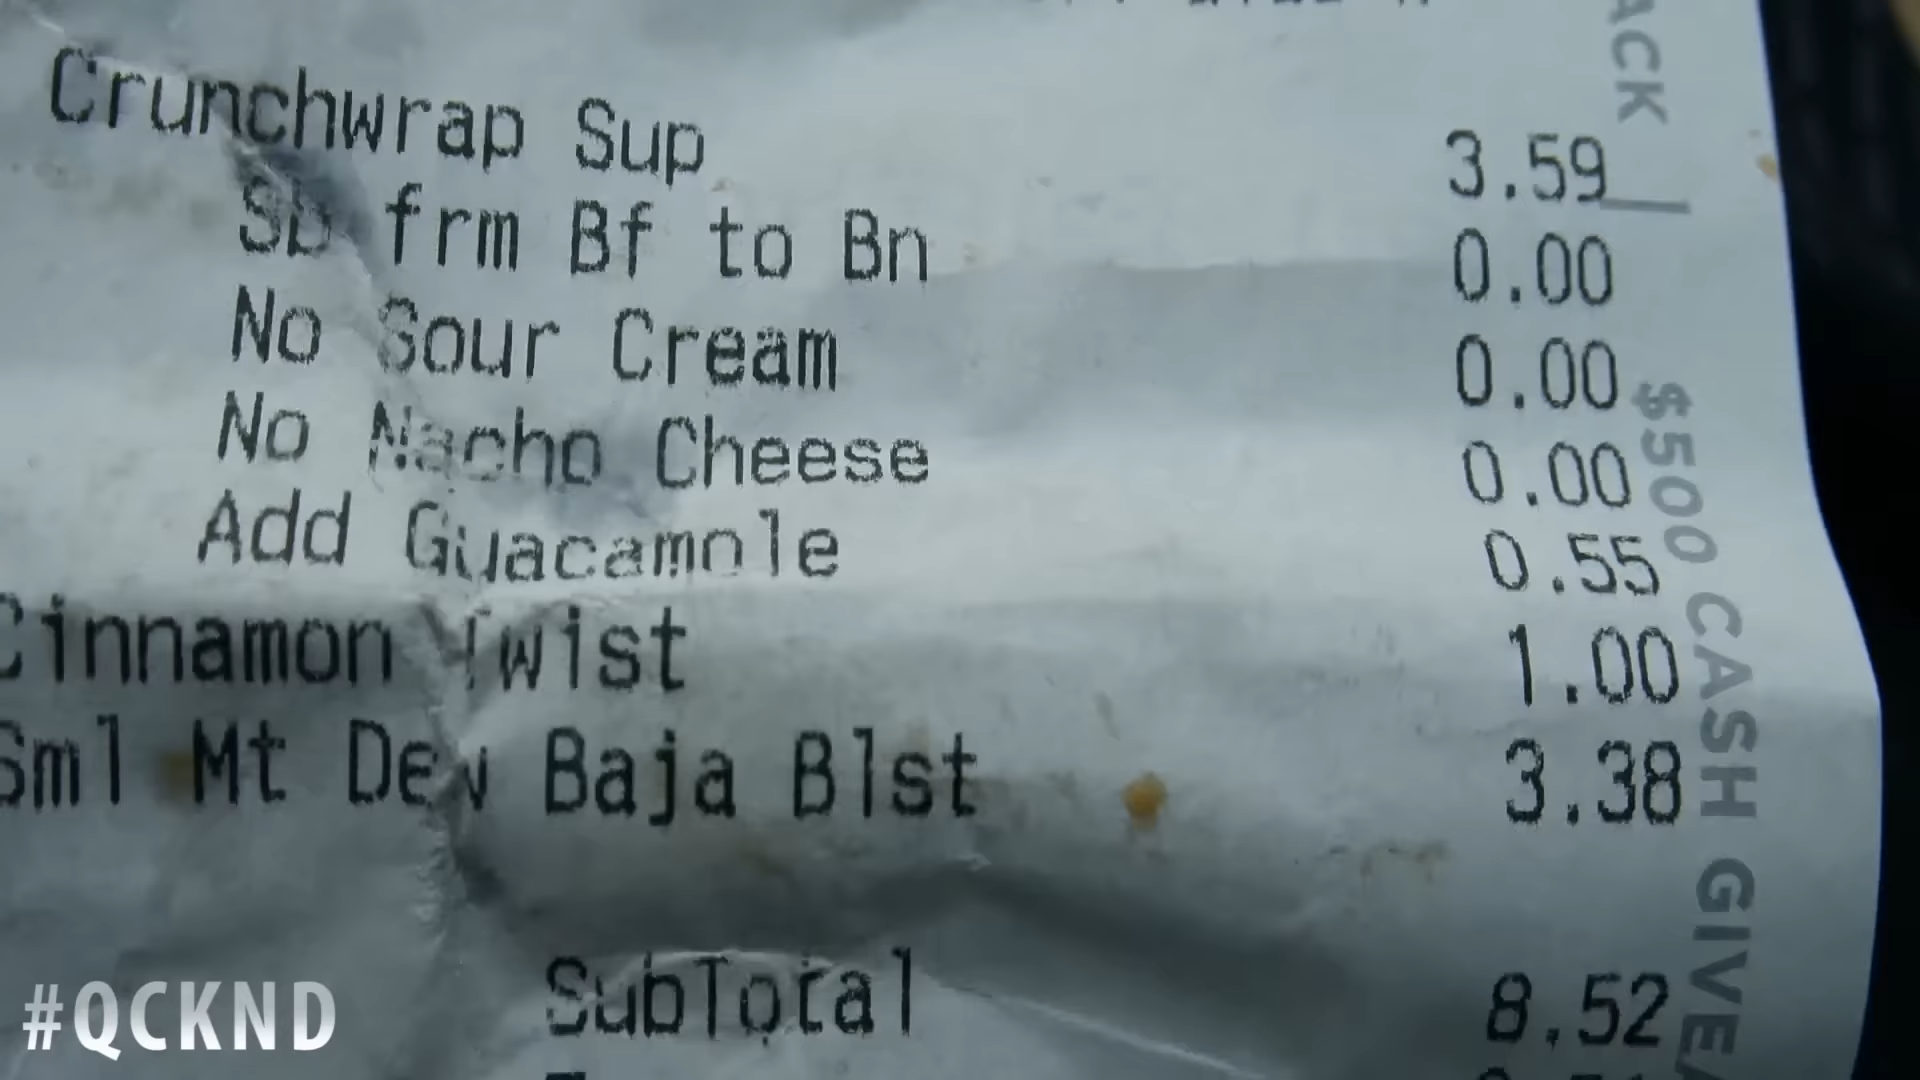 Crunchwrap Sup 3.59
Sb frm Bf to Bn 0.00
No Sour Cream 0.00
No Nacho Cheese 0.00
Add Guacamole 0.55
Cinnamon Twist 1.00
Sml Mt Dew Baja Blst 3.38
SubTotal 8.52
ACK
$500 CASH GIVEA
#QCKND